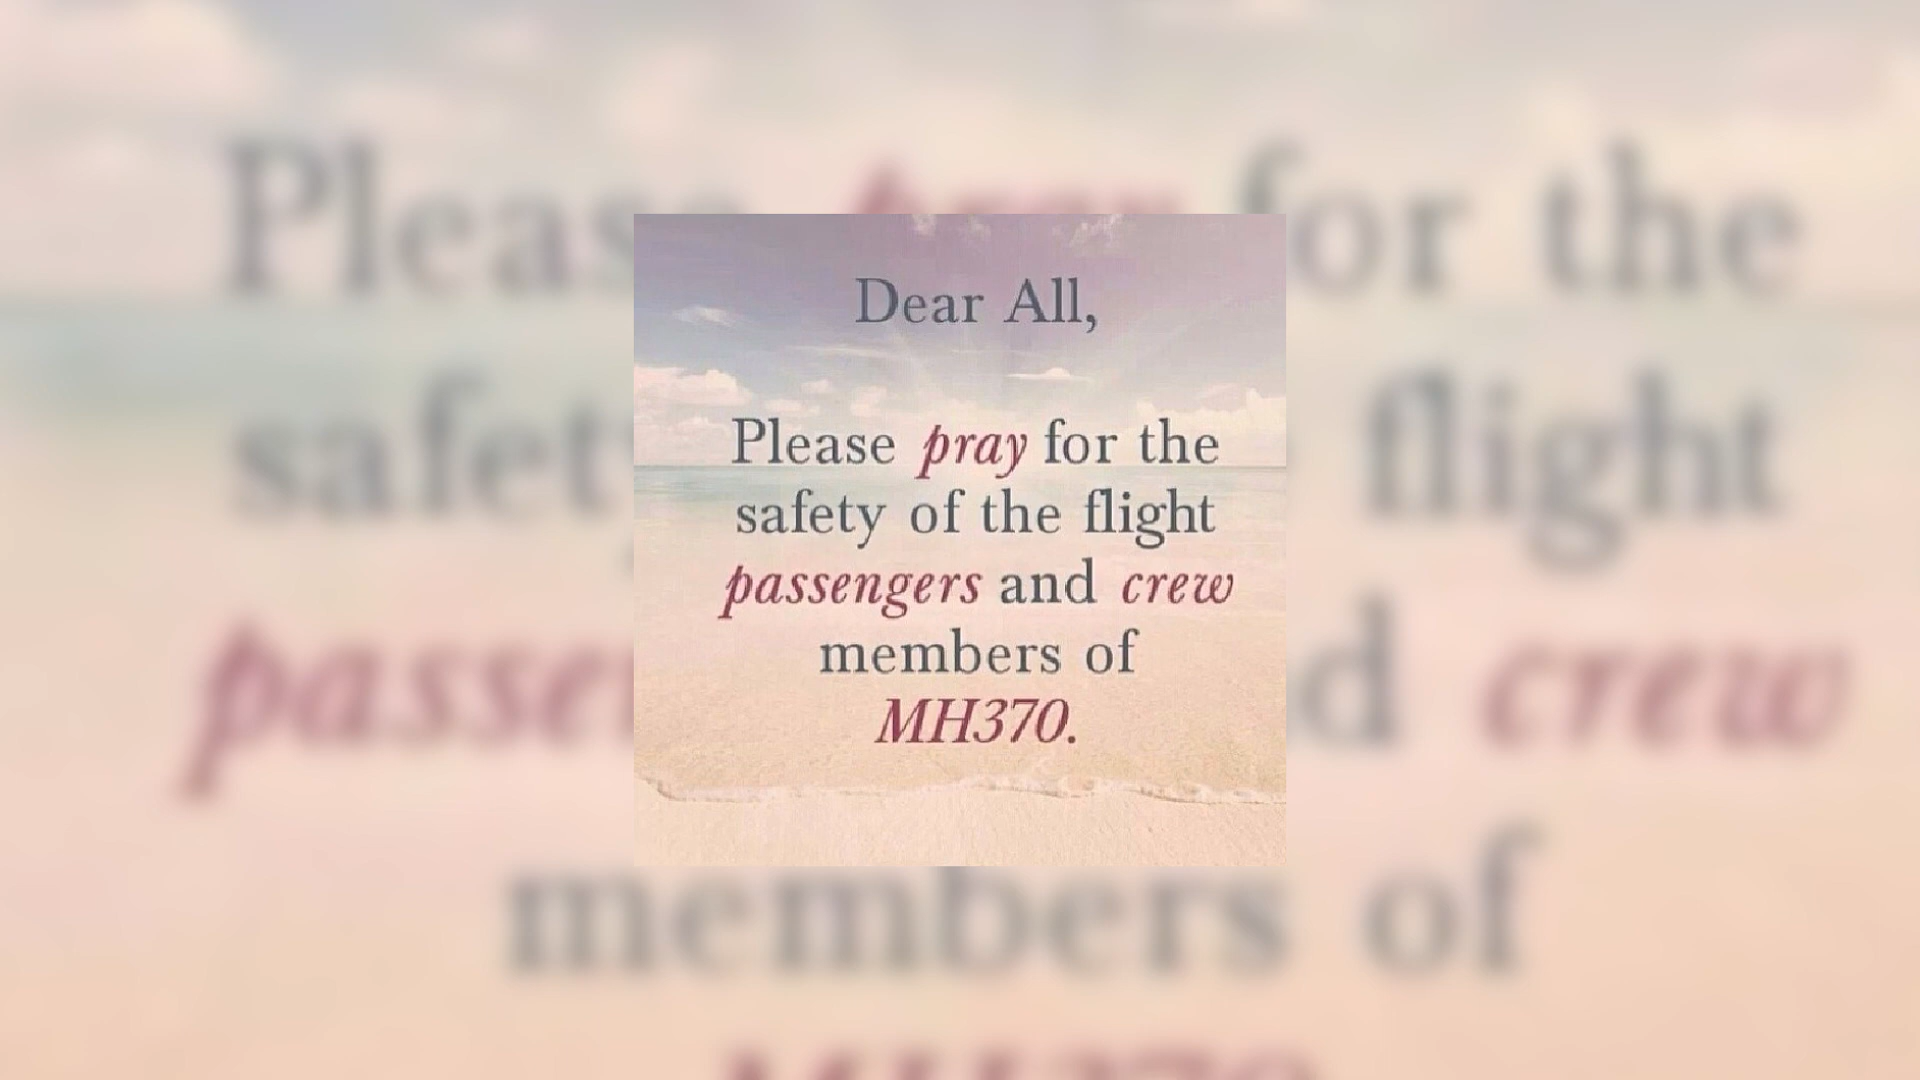 Dear All,
Please pray for the
safety of the flight
passengers and crew
members of
MH370.